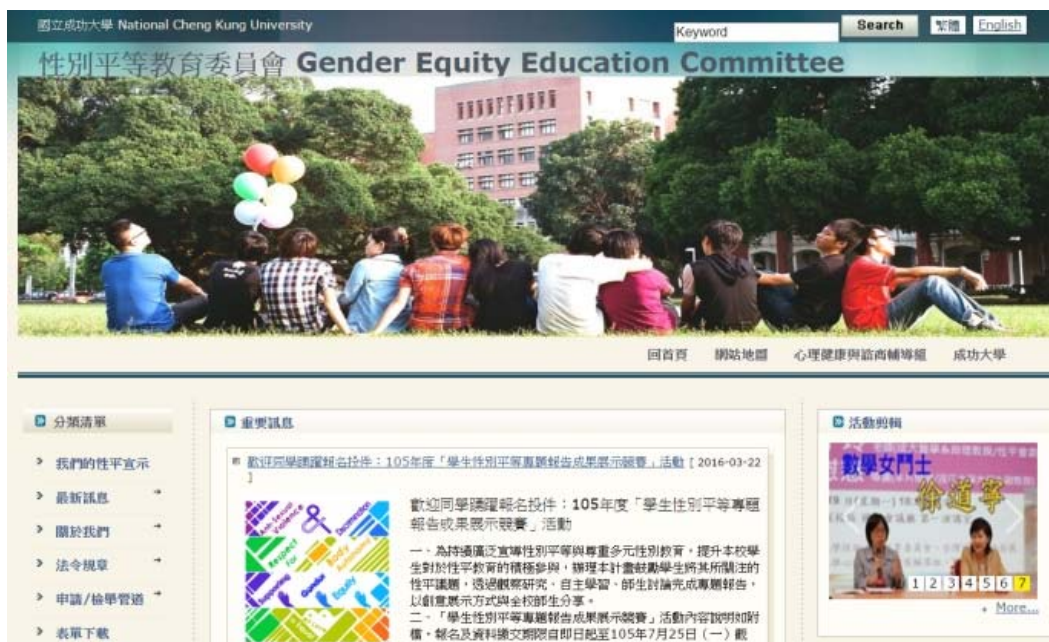 國立成功大學 National Cheng Kung University
Keyword
Search
繁體
English
性別平等教育委員會 Gender Equity Education Committee
回首頁
網站地圖
心理健康與諮商輔導組
成功大學
分類清單
我們的性平宣示
最新訊息
關於我們
法令規章
申請/檢舉管道
表單下載
重要訊息
歡迎同學踴躍報名投件：105年度「學生性別平等專題報告成果展示競賽」活動 [ 2016-03-22
]
Anti-Sexual
Violence
&
Discrimination
Respect
For
Body
Autonomy
Supporting
Gender
Equity
歡迎同學踴躍報名投件：105年度「學生性別平等專題
報告成果展示競賽」活動
一、為持續廣泛宣導性別平等與尊重多元性別教育，提升本校學
生對於性平教育的積極參與，辦理本計畫鼓勵學生將其所關注的
性平議題，透過觀察研究、自主學習、師生討論完成專題報告，
以創意展示方式與全校師生分享。
二、「學生性別平等專題報告成果展示競賽」活動內容說明如附
檔。報名及資料繳交期限自即日起至105年7月25日（一）截
活動剪輯
數學女鬥士
徐道寧
1 2 3 4 5 6 7
More...